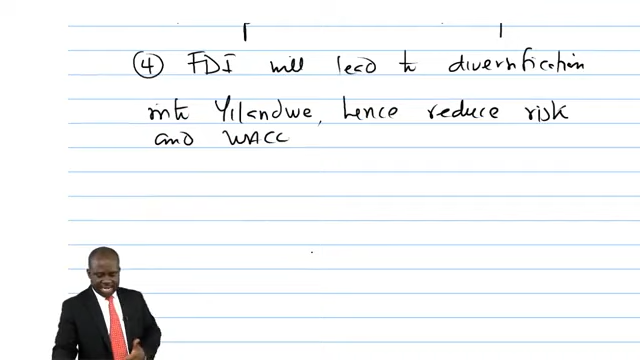 ④ FDI will lead to diversification
into Yilandwe, hence reduce risk
and WACC